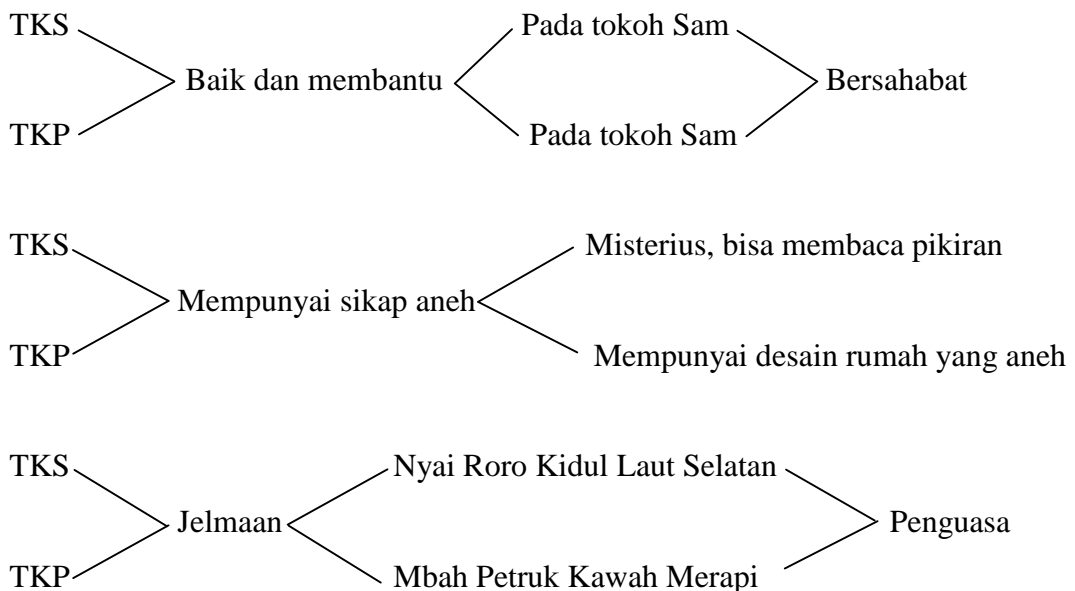 TKS
Pada tokoh Sam
Baik dan membantu
Bersahabat
TKP
Pada tokoh Sam
TKS
Misterius, bisa membaca pikiran
Mempunyai sikap aneh
TKP
Mempunyai desain rumah yang aneh
TKS
Nyai Roro Kidul Laut Selatan
Jelmaan
Penguasa
TKP
Mbah Petruk Kawah Merapi